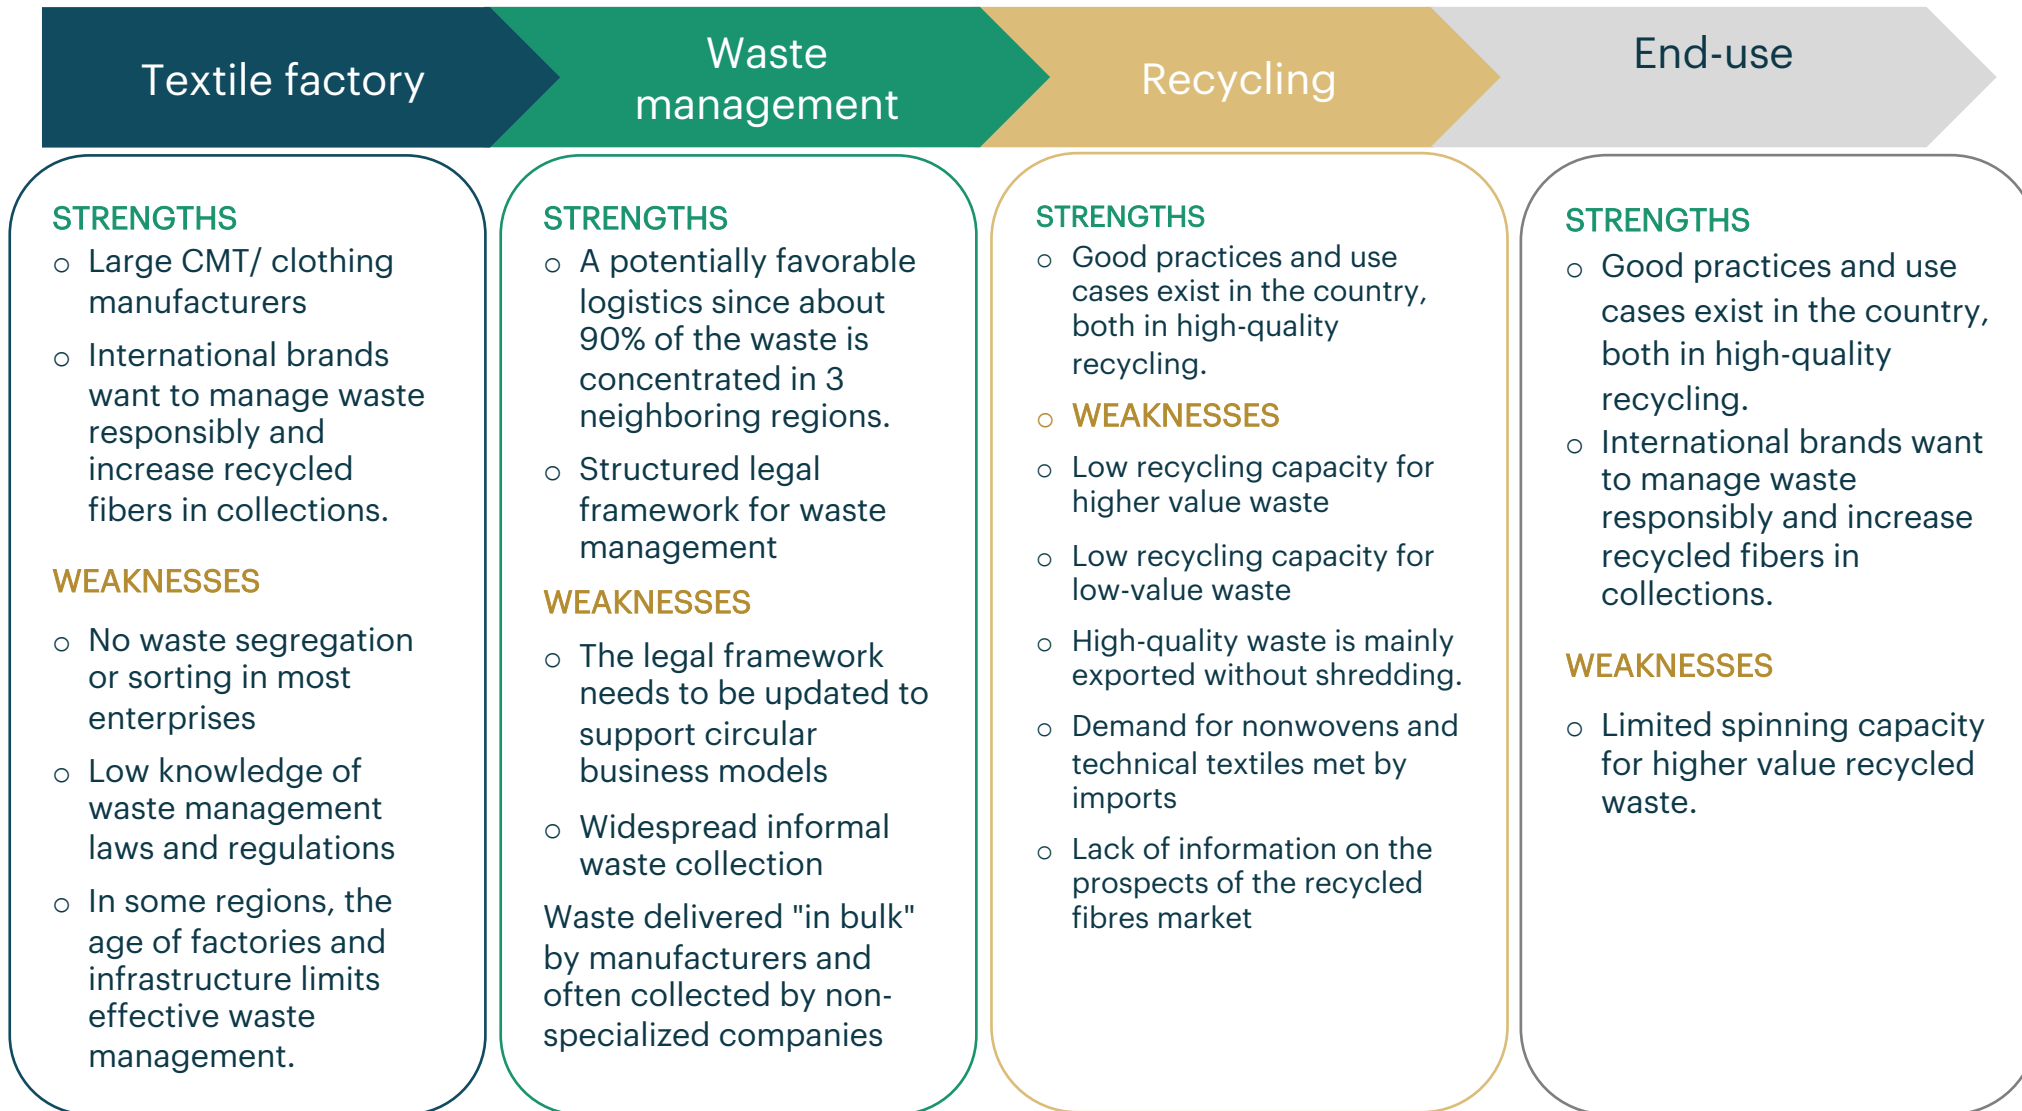 Textile factory
Waste
management
Recycling
End-use
STRENGTHS
○ Large CMT/ clothing
manufacturers
○ International brands
want to manage waste
responsibly and
increase recycled
fibers in collections.
WEAKNESSES
○ No waste segregation
or sorting in most
enterprises
○ Low knowledge of
waste management
laws and regulations
○ In some regions, the
age of factories and
infrastructure limits
effective waste
management.
STRENGTHS
○ A potentially favorable
logistics since about
90% of the waste is
concentrated in 3
neighboring regions.
○ Structured legal
framework for waste
management
WEAKNESSES
○ The legal framework
needs to be updated to
support circular
business models
○ Widespread informal
waste collection
Waste delivered "in bulk"
by manufacturers and
often collected by non-
specialized companies
STRENGTHS
○ Good practices and use
cases exist in the country,
both in high-quality
recycling.
○ WEAKNESSES
○ Low recycling capacity for
higher value waste
○ Low recycling capacity for
low-value waste
○ High-quality waste is mainly
exported without shredding.
○ Demand for nonwovens and
technical textiles met by
imports
○ Lack of information on the
prospects of the recycled
fibres market
STRENGTHS
○ Good practices and use
cases exist in the country,
both in high-quality
recycling.
○ International brands want
to manage waste
responsibly and increase
recycled fibers in
collections.
WEAKNESSES
○ Limited spinning capacity
for higher value recycled
waste.